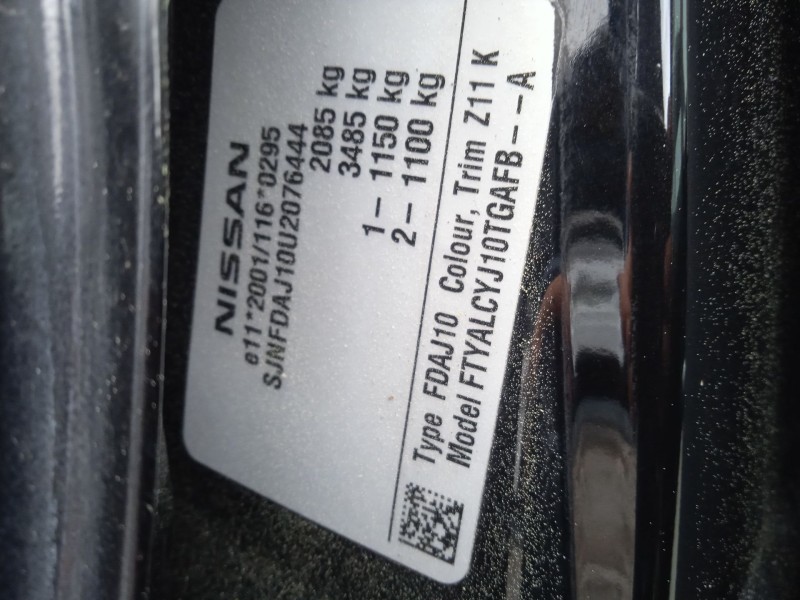 NISSAN
e11*2001/116*0295
SJNFDAJ10U2076444
2085 kg
3485 kg
1- 1150 kg
2- 1100 kg
Type FDAJ10 Colour, Trim Z11 K
Model FTYALCYJ10TGAFB---A